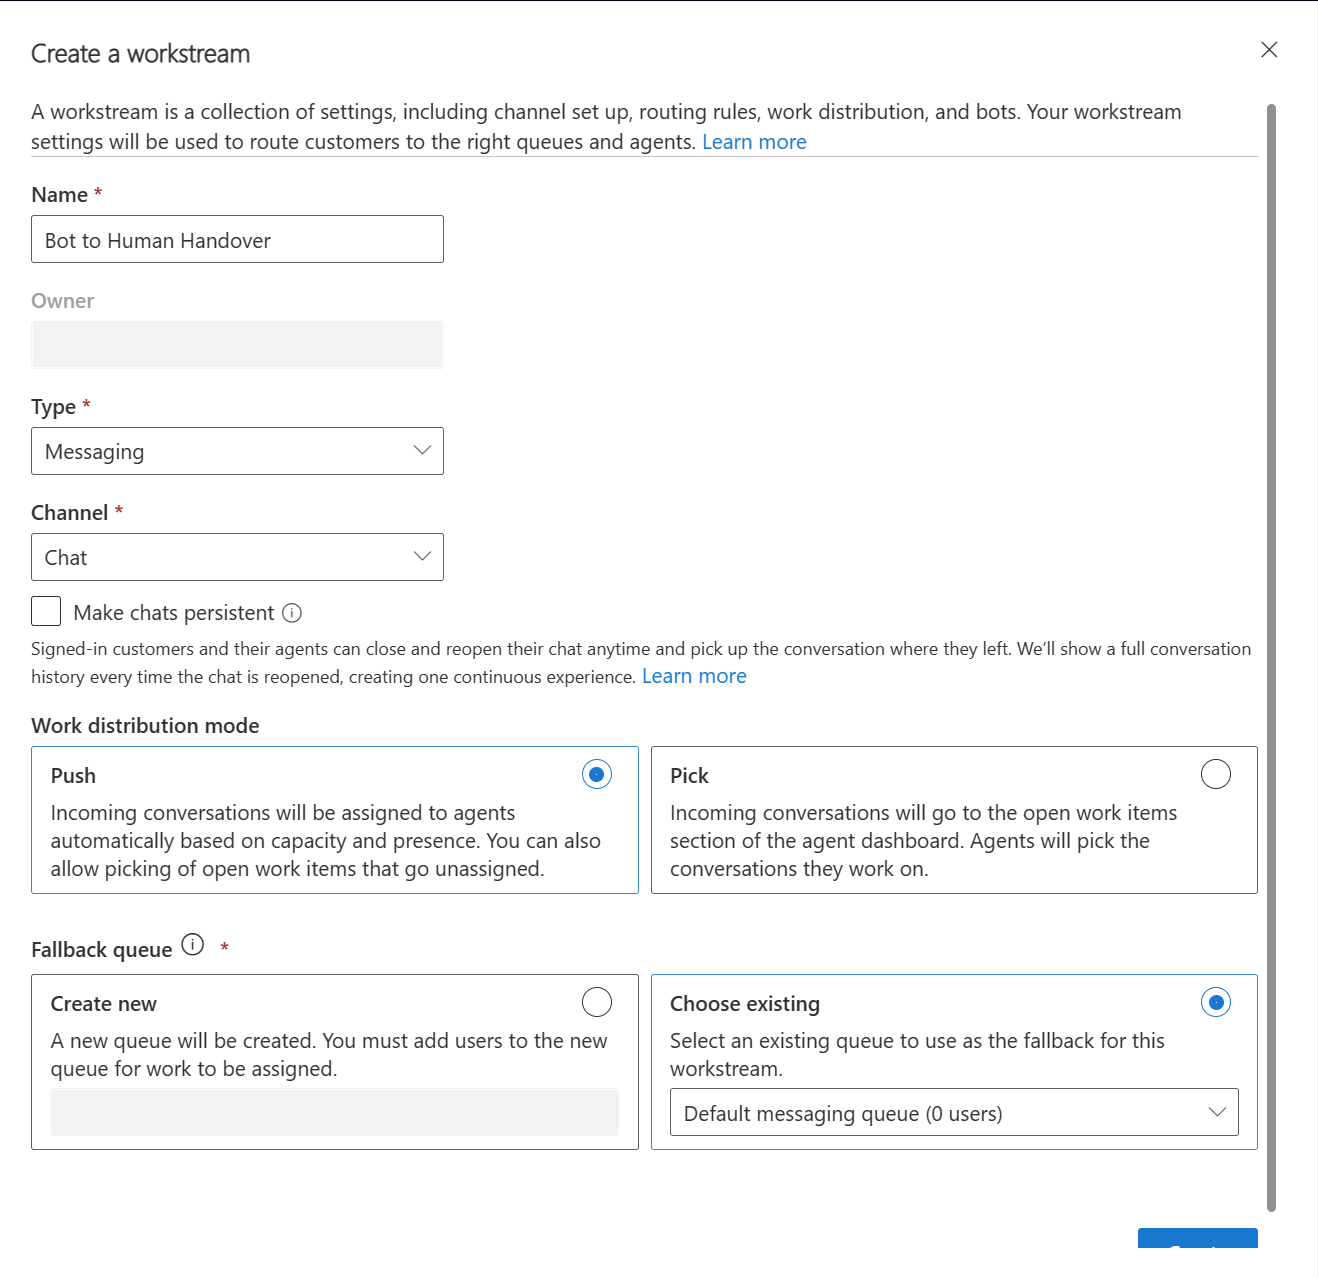 Create a workstream
A workstream is a collection of settings, including channel set up, routing rules, work distribution, and bots. Your workstream
settings will be used to route customers to the right queues and agents. Learn more
Name *
Bot to Human Handover
Owner
Type *
Messaging
Channel *
Chat
Make chats persistent
Signed-in customers and their agents can close and reopen their chat anytime and pick up the conversation where they left. We'll show a full conversation
history every time the chat is reopened, creating one continuous experience. Learn more
Work distribution mode
Push
Incoming conversations will be assigned to agents
automatically based on capacity and presence. You can also
allow picking of open work items that go unassigned.
Pick
Incoming conversations will go to the open work items
section of the agent dashboard. Agents will pick the
conversations they work on.
Fallback queue *
Create new
A new queue will be created. You must add users to the new
queue for work to be assigned.
Choose existing
Select an existing queue to use as the fallback for this
workstream.
Default messaging queue (0 users)